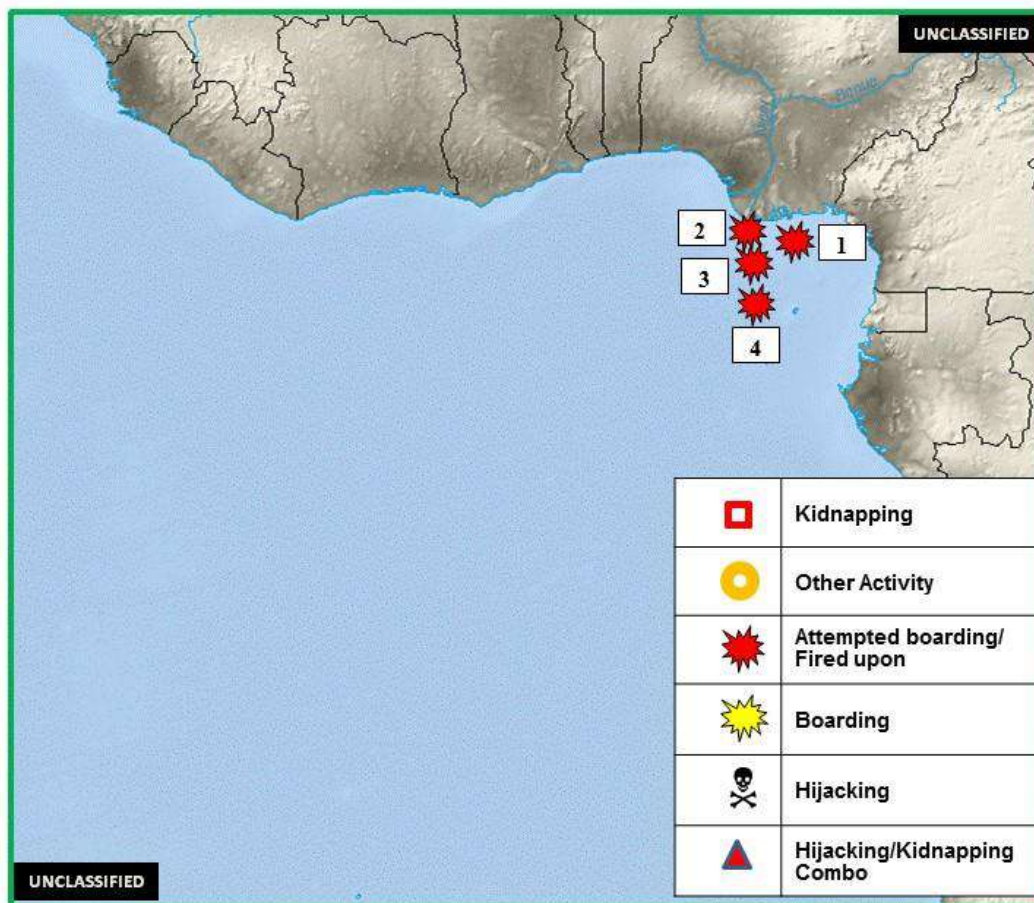 UNCLASSIFIED
Benue
2
1
3
4
Kidnapping
Other Activity
Attempted boarding/
Fired upon
Boarding
Hijacking
Hijacking/Kidnapping
Combo
UNCLASSIFIED